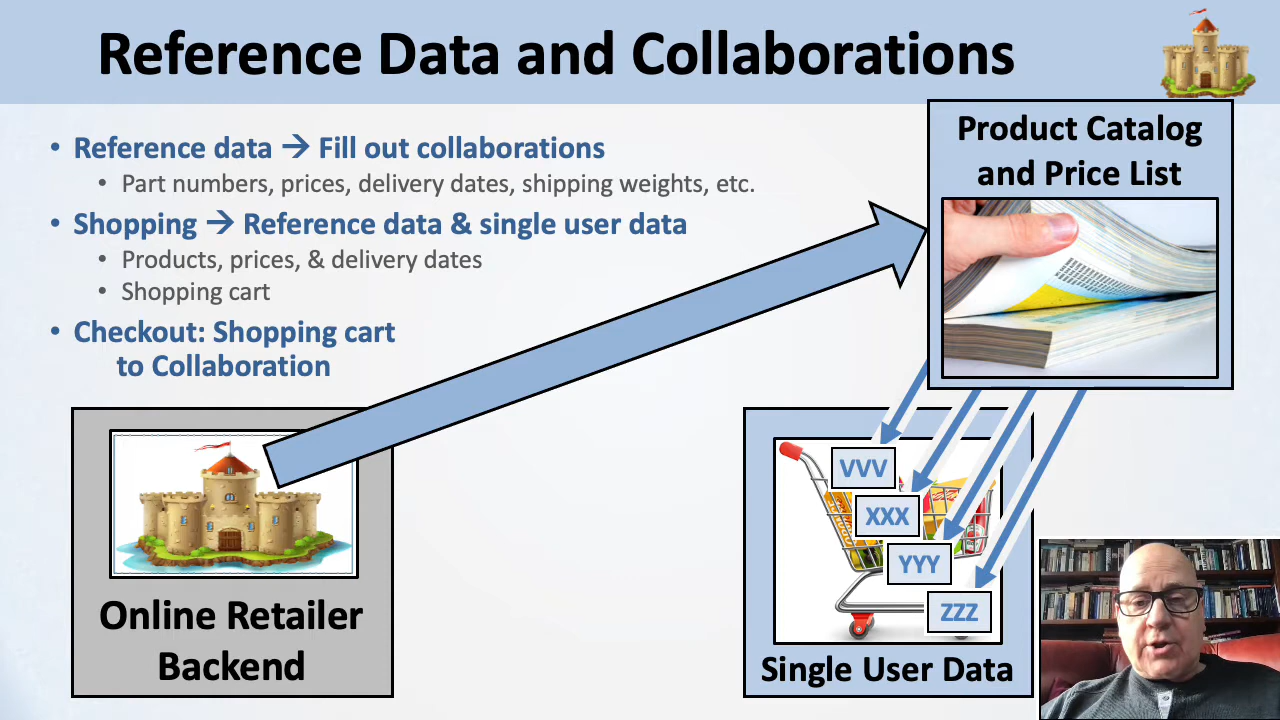 Reference Data and Collaborations
• Reference data → Fill out collaborations
• Part numbers, prices, delivery dates, shipping weights, etc.
• Shopping → Reference data & single user data
• Products, prices, & delivery dates
• Shopping cart
• Checkout: Shopping cart
to Collaboration
Product Catalog
and Price List
Online Retailer
Backend
VVV
XXX
YYY
ZZZ
Single User Data